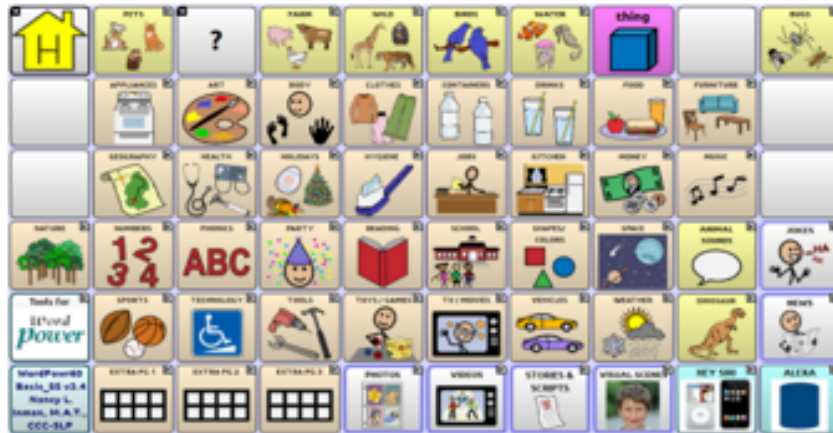 H
PETS
?
FARM
WILD
BIRDS
WATER
thing
BUGS
APPLIANCES
ART
BODY
CLOTHES
CONTAINERS
DRINKS
FOOD
FURNITURE
GEOGRAPHY
HEALTH
HOLIDAYS
HYGIENE
JOBS
KITCHEN
MONEY
MUSIC
NATURE
NUMBERS
1 2
3 4
PHONICS
ABC
PARTY
READING
SCHOOL
SHAPES/
COLORS
SPACE
ANIMAL
SOUNDS
JOKES
Tools for
Word
power
SPORTS
TECHNOLOGY
TOOLS
TOYS / GAMES
TV / MOVIES
VEHICLES
WEATHER
DINOSAUR
NEWS
WordPower60
Basic_SS v3.4
Nancy L.
Inman, M.A.T.,
CCC-SLP
EXTRA PG 1
EXTRA PG 2
EXTRA PG 3
PHOTOS
VIDEOS
STORIES &
SCRIPTS
VISUAL SCENES
HEY SIRI
ALEXA